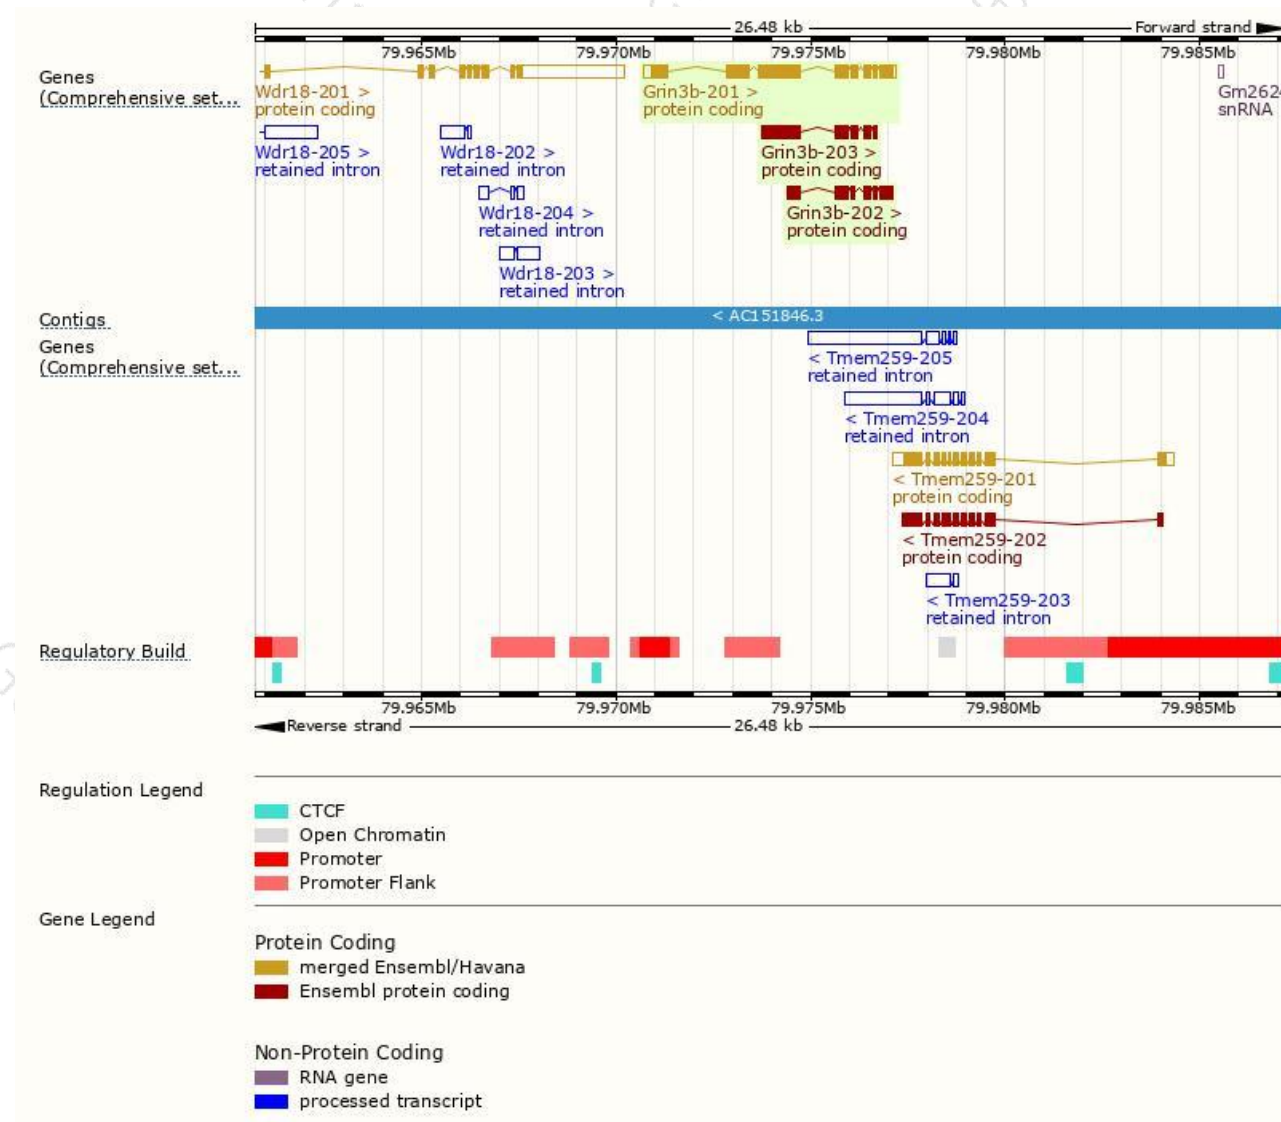 26.48 kb
Forward strand
79.965Mb 79.970Mb 79.975Mb 79.980Mb 79.985Mb
Genes
(Comprehensive set...
Wdr18-201 >
protein coding
Grin3b-201 >
protein coding
Gm2624
snRNA
Wdr18-205 >
retained intron
Wdr18-202 >
retained intron
Grin3b-203 >
protein coding
Wdr18-204 >
retained intron
Grin3b-202 >
protein coding
Wdr18-203 >
retained intron
Contigs
< AC151846.3
Genes
(Comprehensive set...
< Tmem259-205
retained intron
< Tmem259-204
retained intron
< Tmem259-201
protein coding
< Tmem259-202
protein coding
< Tmem259-203
retained intron
Regulatory Build
79.965Mb 79.970Mb 79.975Mb 79.980Mb 79.985Mb
Reverse strand
26.48 kb
Regulation Legend
CTCF
Open Chromatin
Promoter
Promoter Flank
Gene Legend
Protein Coding
merged Ensembl/Havana
Ensembl protein coding
Non-Protein Coding
RNA gene
processed transcript